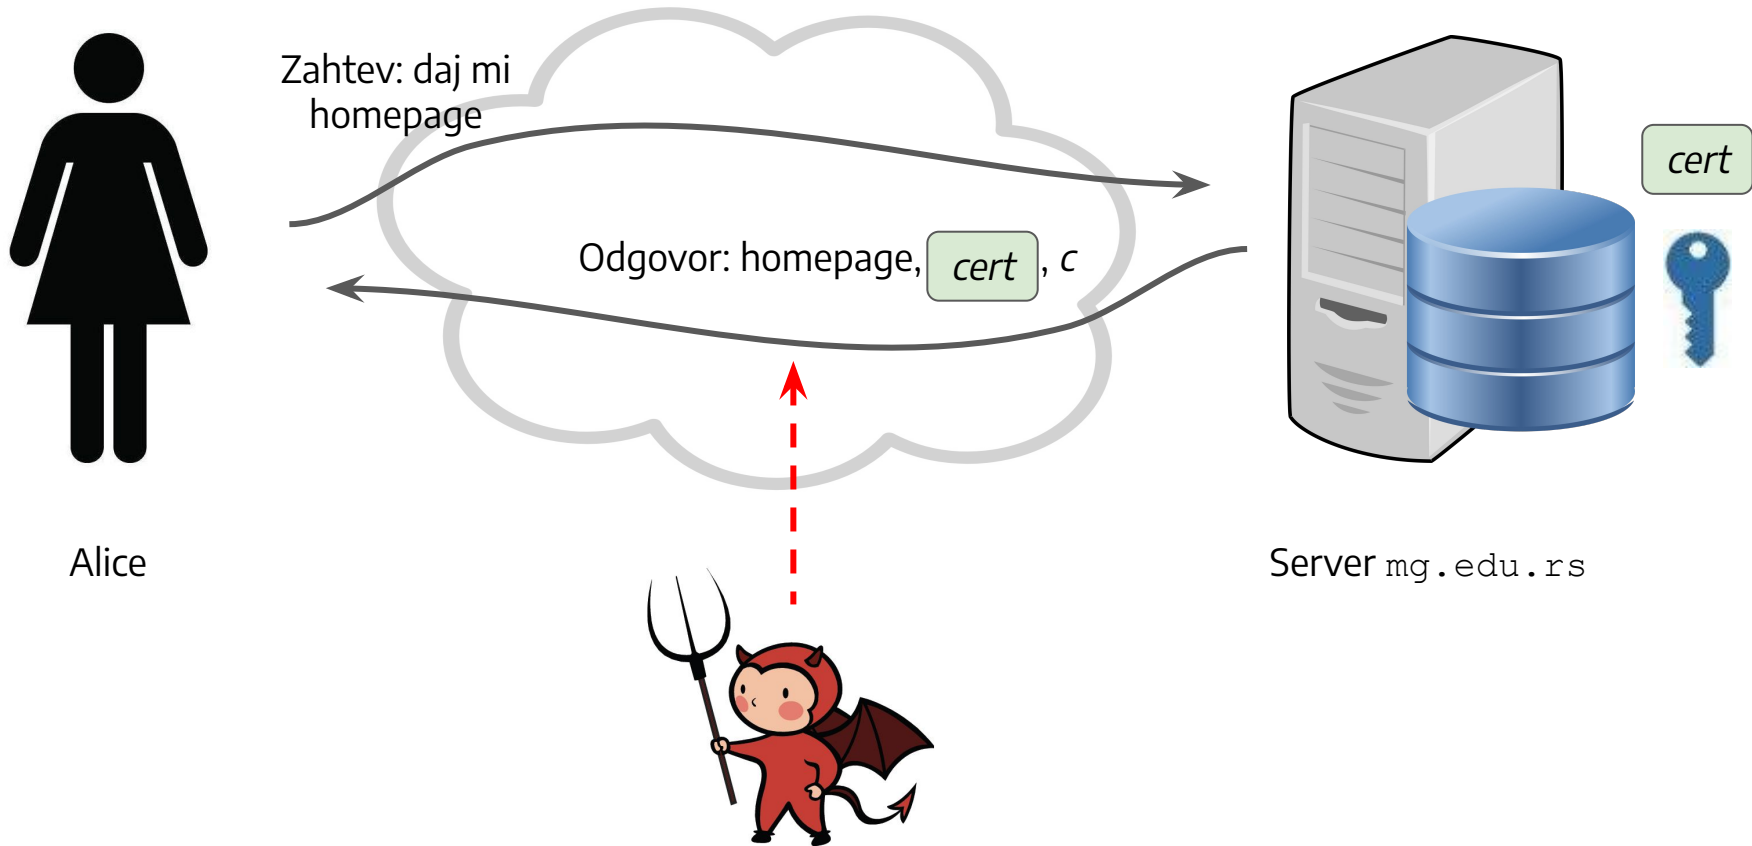 Zahtev: daj mi
homepage
cert
Odgovor: homepage, cert , c
Alice
Server mg.edu.rs